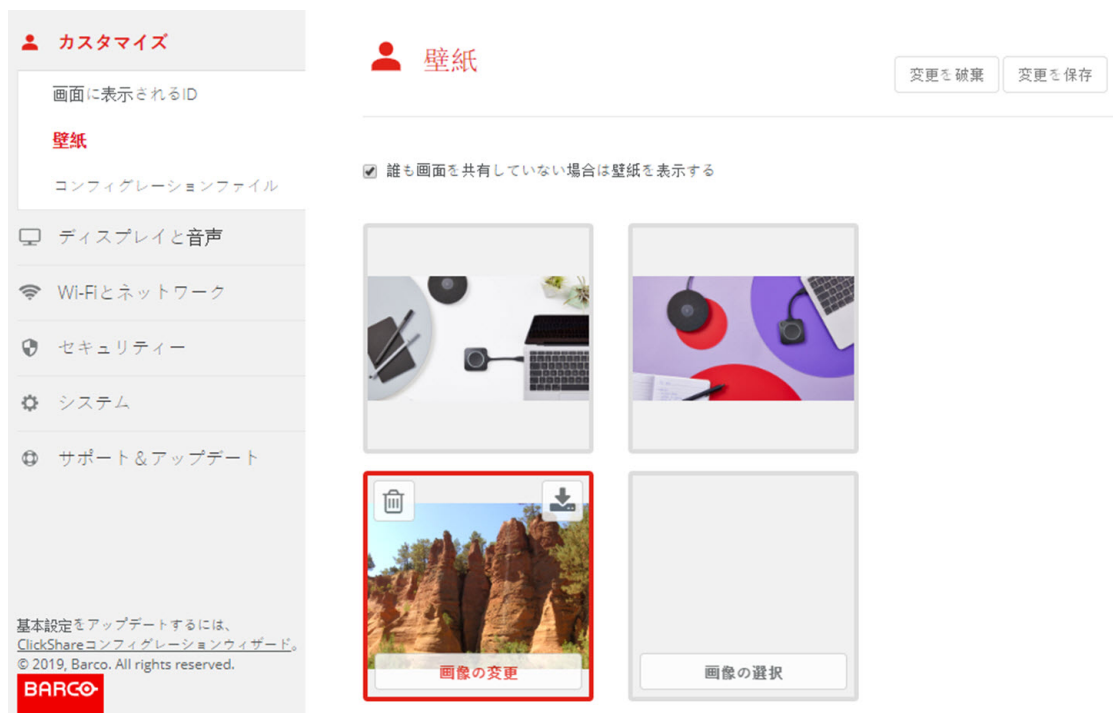 カスタマイズ
画面に表示されるID
壁紙
コンフィグレーションファイル
ディスプレイと音声
Wi-Fiとネットワーク
セキュリティー
システム
サポート＆アップデート
基本設定をアップデートするには、
ClickShareコンフィグレーションウィザード。
© 2019, Barco. All rights reserved.
BARCO
壁紙
変更を破棄
変更を保存
誰も画面を共有していない場合は壁紙を表示する
画像の変更
画像の選択